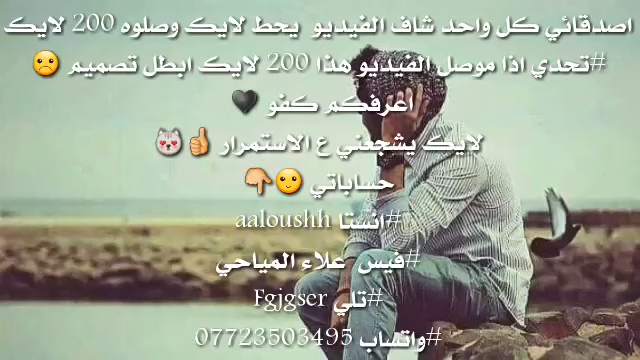 اصدقائي كل واحد شاف الفيديو يحط لايك وصلوه 200 لايك
#تحدي اذا موصل الفيديو هذا 200 لايك ابطل تصميم ☹️
اعرفكم كفو 🖤
لايك يشجعني ع الاستمرار 👍😻
حساباتي 🙂👇
#انستا aaloushh
#فيس علاء المياحي
#تلي Fgjgser
#واتساب 07723503495